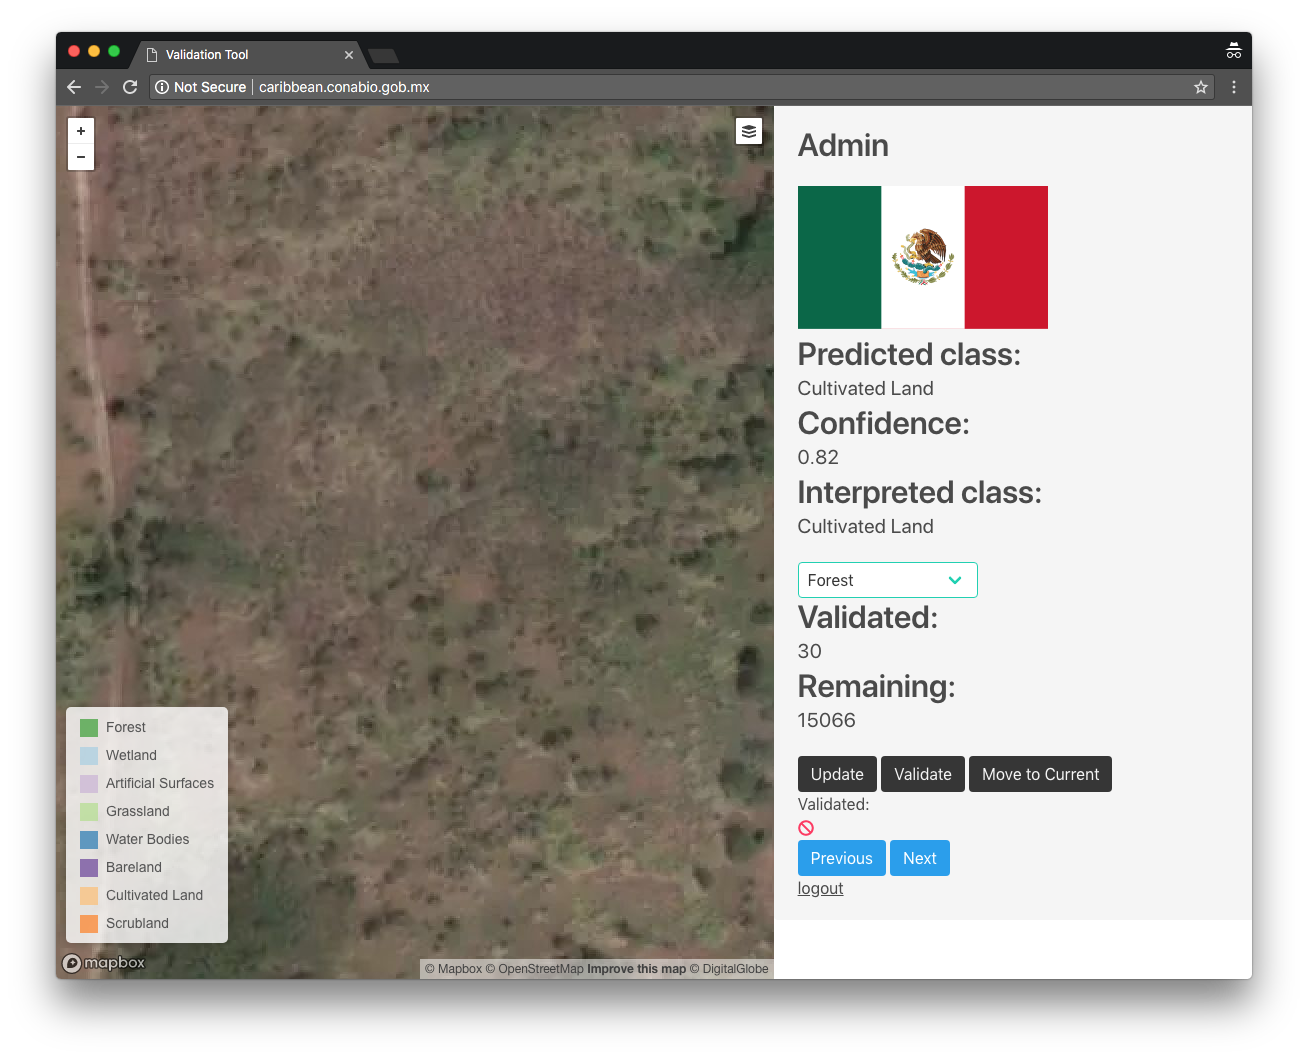 Validation Tool
Not Secure
caribbean.conabio.gob.mx
+
−
Admin
Predicted class:
Cultivated Land
Confidence:
0.82
Interpreted class:
Cultivated Land
Forest
Validated:
30
Remaining:
15066
Update Validate Move to Current
Validated:
Previous Next
logout
Forest
Wetland
Artificial Surfaces
Grassland
Water Bodies
Bareland
Cultivated Land
Scrubland
mapbox
© Mapbox © OpenStreetMap Improve this map © DigitalGlobe